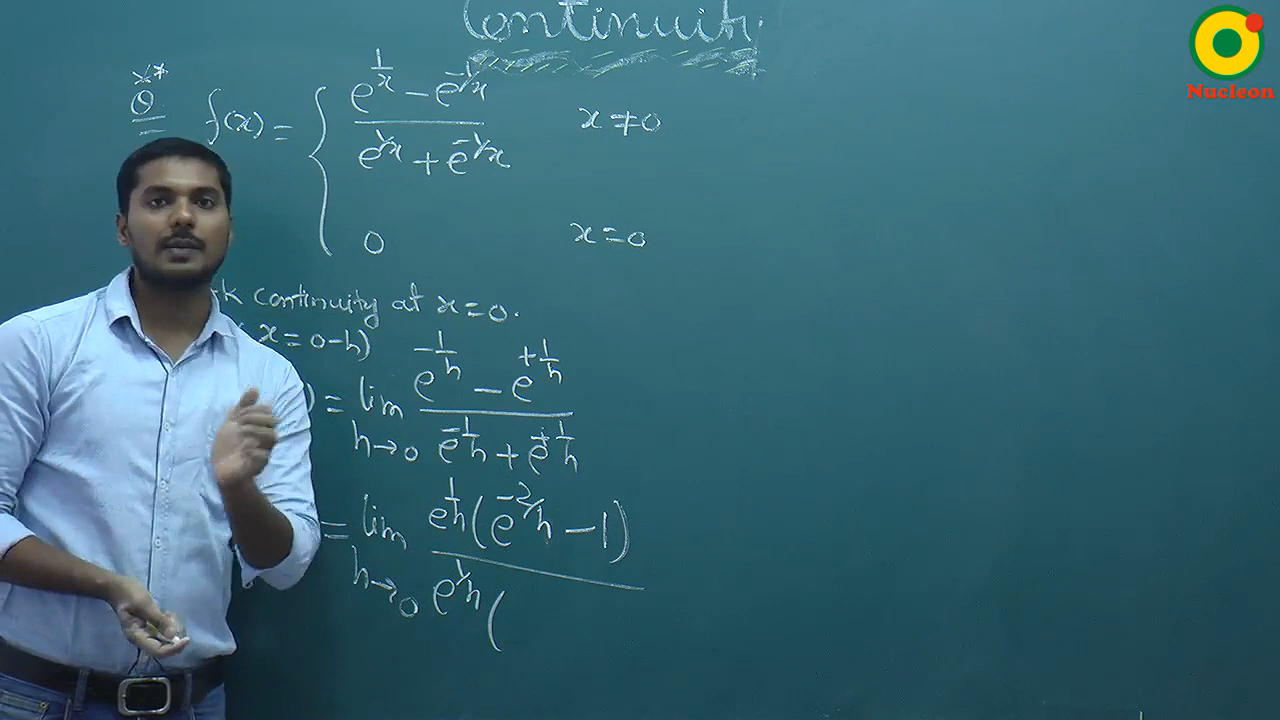 Continuity
Nucleon
Q f(x) = { (e^{1/x} − e^{-1/x}) / (e^{1/x} + e^{-1/x}) x ≠ 0
0 x = 0
continuity at x = 0.
x = 0 − h)
) = lim h→0 (e^{-1/h} − e^{+1/h}) / (e^{-1/h} + e^{+1/h})
= lim h→0 e^{1/h}(e^{-2/h} − 1) / e^{1/h}(